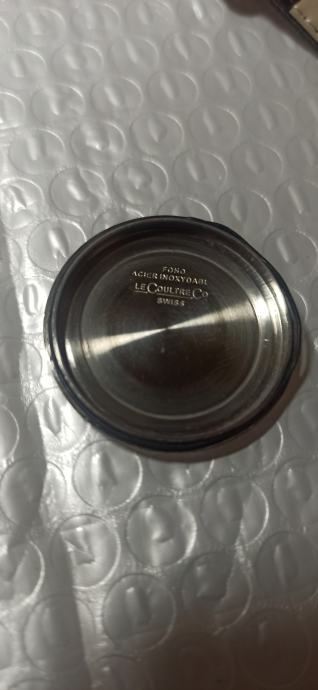 FOND
ACIER INOXYDABL
LECOULTRE CO
SWISS